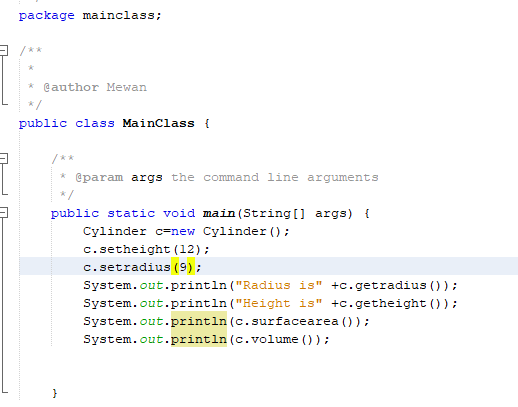 package mainclass;
/**
*
* @author Mewan
*/
public class MainClass {
/**
* @param args the command line arguments
*/
public static void main(String[] args) {
Cylinder c=new Cylinder();
c.setheight(12);
c.setradius(9);
System.out.println("Radius is" +c.getradius());
System.out.println("Height is" +c.getheight());
System.out.println(c.surfacearea());
System.out.println(c.volume());
}